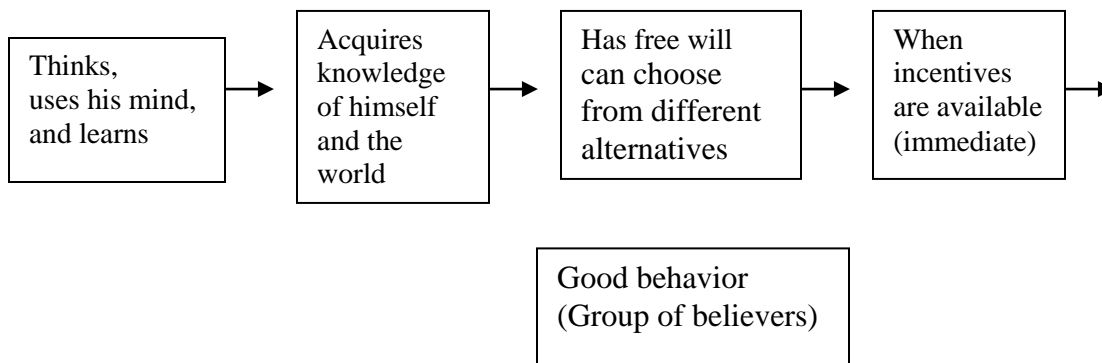 Thinks,
uses his mind,
and learns
Acquires
knowledge
of himself
and the
world
Has free will
can choose
from different
alternatives
When
incentives
are available
(immediate)
Good behavior
(Group of believers)